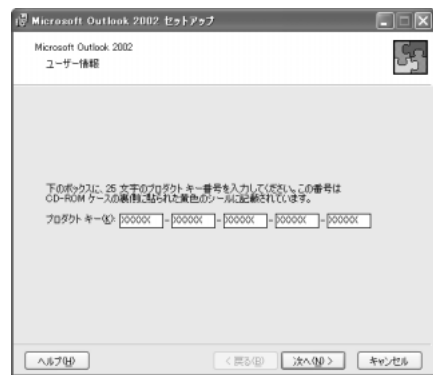 Microsoft Outlook 2002 セットアップ
Microsoft Outlook 2002
ユーザー情報
下のボックスに、25 文字のプロダクト キー番号を入力してください。この番号は
CD-ROM ケースの裏側に貼られた黄色のシールに記載されています。
プロダクト キー(K): XXXXX - XXXXX - XXXXX - XXXXX - XXXXX
ヘルプ(H) < 戻る(B) 次へ(N) > キャンセル